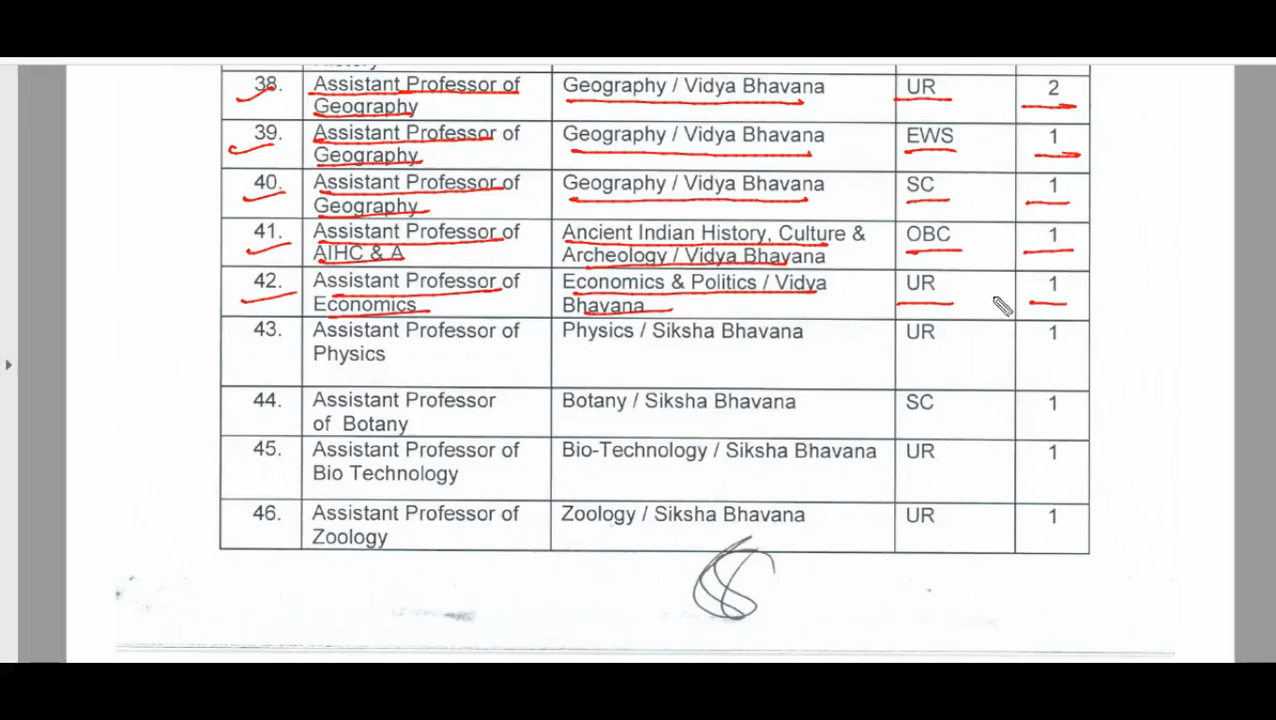 38. Assistant Professor of Geography / Vidya Bhavana UR 2
Geography
39. Assistant Professor of Geography / Vidya Bhavana EWS 1
Geography
40. Assistant Professor of Geography / Vidya Bhavana SC 1
Geography
41. Assistant Professor of Ancient Indian History, Culture & OBC 1
AIHC & A Archeology / Vidya Bhavana
42. Assistant Professor of Economics & Politics / Vidya UR 1
Economics Bhavana
43. Assistant Professor of Physics / Siksha Bhavana UR 1
Physics
44. Assistant Professor Botany / Siksha Bhavana SC 1
of Botany
45. Assistant Professor of Bio-Technology / Siksha Bhavana UR 1
Bio Technology
46. Assistant Professor of Zoology / Siksha Bhavana UR 1
Zoology